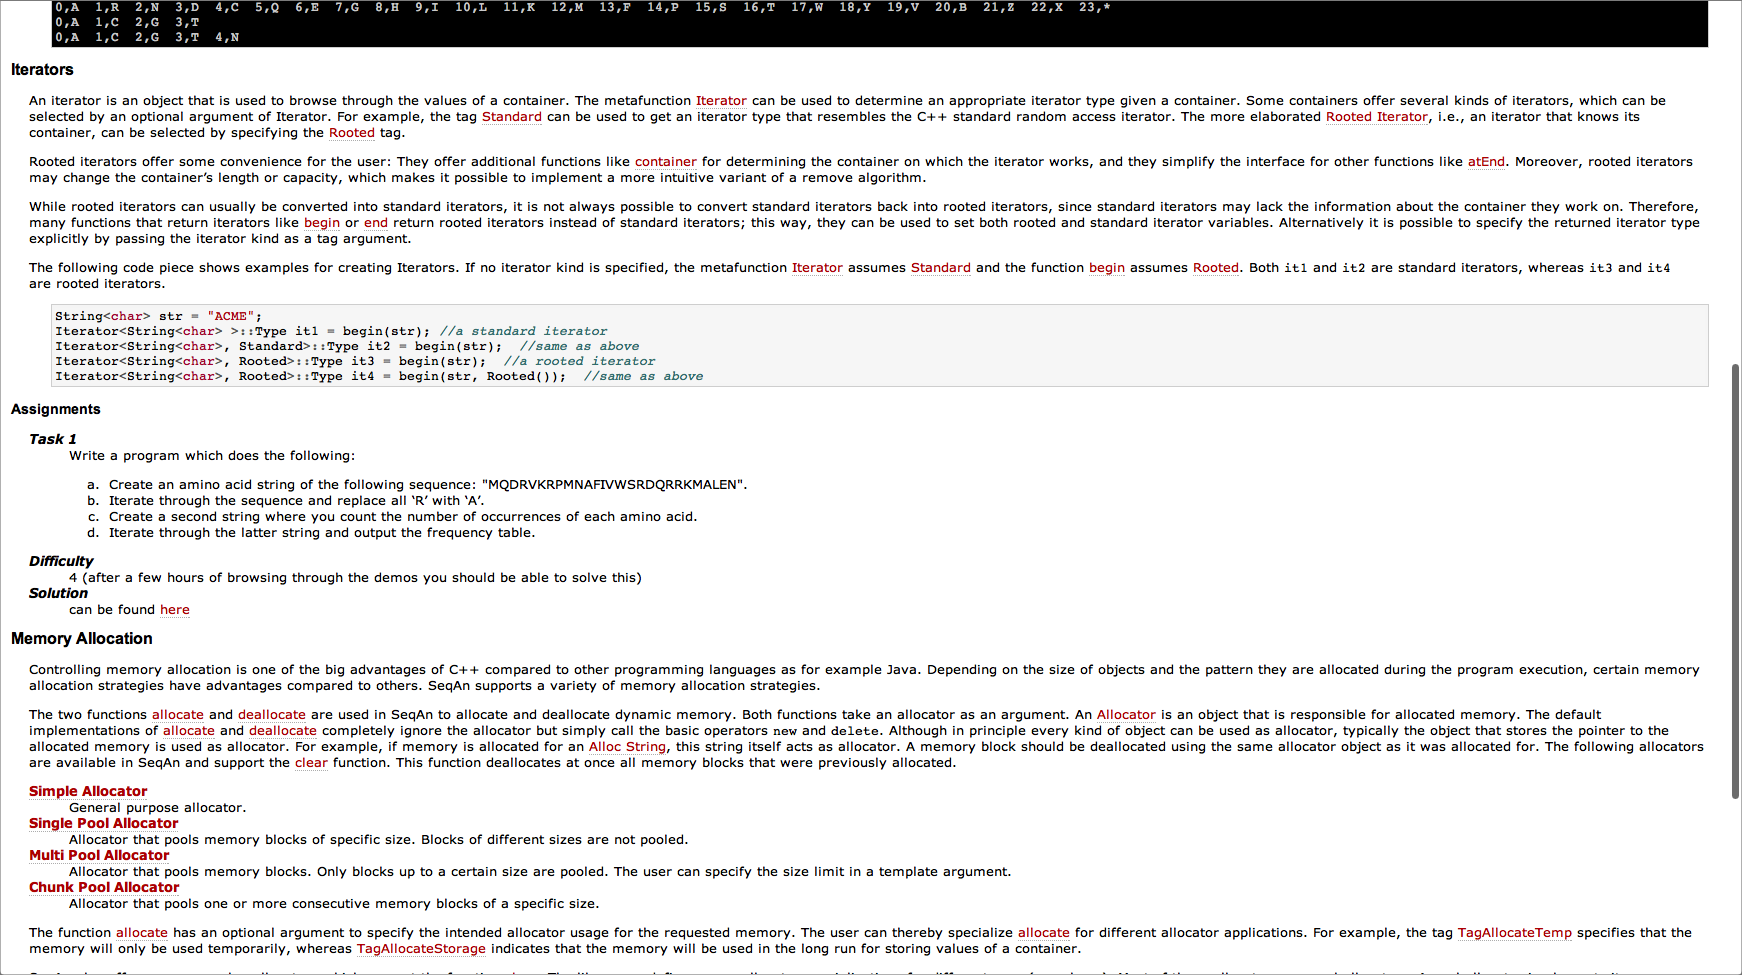 0,A 1,R 2,N 3,D 4,C 5,Q 6,E 7,G 8,H 9,I 10,L 11,K 12,M 13,F 14,P 15,S 16,T 17,W 18,Y 19,V 20,B 21,Z 22,X 23,*
0,A 1,C 2,G 3,T
0,A 1,C 2,G 3,T 4,N
Iterators
An iterator is an object that is used to browse through the values of a container. The metafunction Iterator can be used to determine an appropriate iterator type given a container. Some containers offer several kinds of iterators, which can be
selected by an optional argument of Iterator. For example, the tag Standard can be used to get an iterator type that resembles the C++ standard random access iterator. The more elaborated Rooted Iterator, i.e., an iterator that knows its
container, can be selected by specifying the Rooted tag.
Rooted iterators offer some convenience for the user: They offer additional functions like container for determining the container on which the iterator works, and they simplify the interface for other functions like atEnd. Moreover, rooted iterators
may change the container's length or capacity, which makes it possible to implement a more intuitive variant of a remove algorithm.
While rooted iterators can usually be converted into standard iterators, it is not always possible to convert standard iterators back into rooted iterators, since standard iterators may lack the information about the container they work on. Therefore,
many functions that return iterators like begin or end return rooted iterators instead of standard iterators; this way, they can be used to set both rooted and standard iterator variables. Alternatively it is possible to specify the returned iterator type
explicitly by passing the iterator kind as a tag argument.
The following code piece shows examples for creating Iterators. If no iterator kind is specified, the metafunction Iterator assumes Standard and the function begin assumes Rooted. Both it1 and it2 are standard iterators, whereas it3 and it4
are rooted iterators.
String<char> str = "ACME";
Iterator<String<char> >::Type it1 = begin(str); //a standard iterator
Iterator<String<char>, Standard>::Type it2 = begin(str);  //same as above
Iterator<String<char>, Rooted>::Type it3 = begin(str);  //a rooted iterator
Iterator<String<char>, Rooted>::Type it4 = begin(str, Rooted());  //same as above
Assignments
Task 1
Write a program which does the following:
a. Create an amino acid string of the following sequence: "MQDRVKRPMNAFIVWSRDQRRKMALEN".
b. Iterate through the sequence and replace all ‘R’ with ‘A’.
c. Create a second string where you count the number of occurrences of each amino acid.
d. Iterate through the latter string and output the frequency table.
Difficulty
4 (after a few hours of browsing through the demos you should be able to solve this)
Solution
can be found here
Memory Allocation
Controlling memory allocation is one of the big advantages of C++ compared to other programming languages as for example Java. Depending on the size of objects and the pattern they are allocated during the program execution, certain memory
allocation strategies have advantages compared to others. SeqAn supports a variety of memory allocation strategies.
The two functions allocate and deallocate are used in SeqAn to allocate and deallocate dynamic memory. Both functions take an allocator as an argument. An Allocator is an object that is responsible for allocated memory. The default
implementations of allocate and deallocate completely ignore the allocator but simply call the basic operators new and delete. Although in principle every kind of object can be used as allocator, typically the object that stores the pointer to the
allocated memory is used as allocator. For example, if memory is allocated for an Alloc String, this string itself acts as allocator. A memory block should be deallocated using the same allocator object as it was allocated for. The following allocators
are available in SeqAn and support the clear function. This function deallocates at once all memory blocks that were previously allocated.
Simple Allocator
General purpose allocator.
Single Pool Allocator
Allocator that pools memory blocks of specific size. Blocks of different sizes are not pooled.
Multi Pool Allocator
Allocator that pools memory blocks. Only blocks up to a certain size are pooled. The user can specify the size limit in a template argument.
Chunk Pool Allocator
Allocator that pools one or more consecutive memory blocks of a specific size.
The function allocate has an optional argument to specify the intended allocator usage for the requested memory. The user can thereby specialize allocate for different allocator applications. For example, the tag TagAllocateTemp specifies that the
memory will only be used temporarily, whereas TagAllocateStorage indicates that the memory will be used in the long run for storing values of a container.